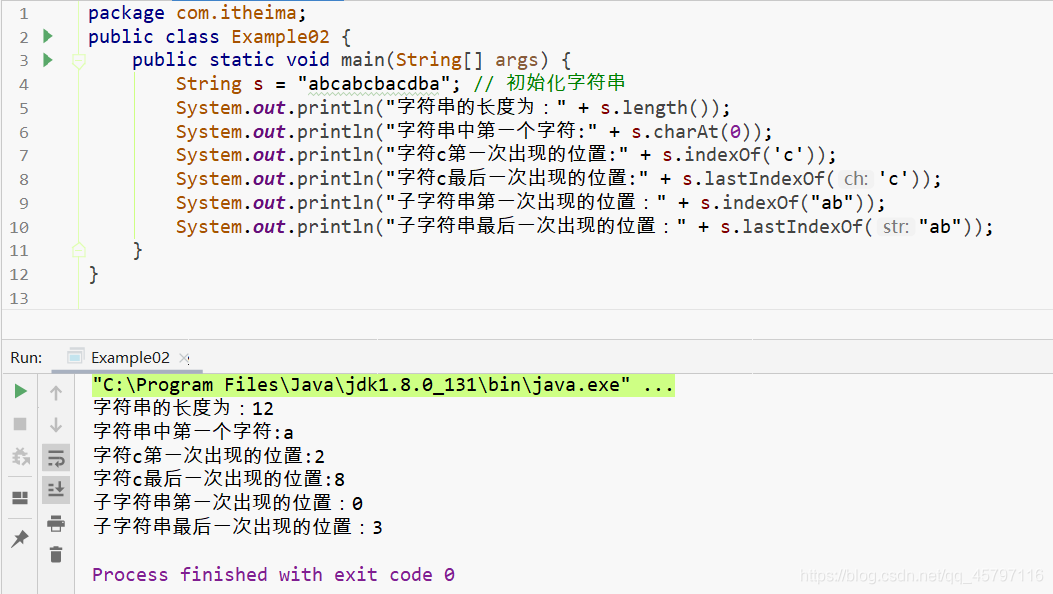 1 package com.itheima;
2 public class Example02 {
3 public static void main(String[] args) {
4 String s = "abcabcbacdba"; // 初始化字符串
5 System.out.println("字符串的长度为：" + s.length());
6 System.out.println("字符串中第一个字符:" + s.charAt(0));
7 System.out.println("字符c第一次出现的位置:" + s.indexOf('c'));
8 System.out.println("字符c最后一次出现的位置:" + s.lastIndexOf( ch: 'c'));
9 System.out.println("子字符串第一次出现的位置：" + s.indexOf("ab"));
10 System.out.println("子字符串最后一次出现的位置：" + s.lastIndexOf( str: "ab"));
11 }
12 }
13
Run: Example02 ×
"C:\Program Files\Java\jdk1.8.0_131\bin\java.exe" ...
字符串的长度为：12
字符串中第一个字符:a
字符c第一次出现的位置:2
字符c最后一次出现的位置:8
子字符串第一次出现的位置：0
子字符串最后一次出现的位置：3
Process finished with exit code 0
https://blog.csdn.net/qq_45797116